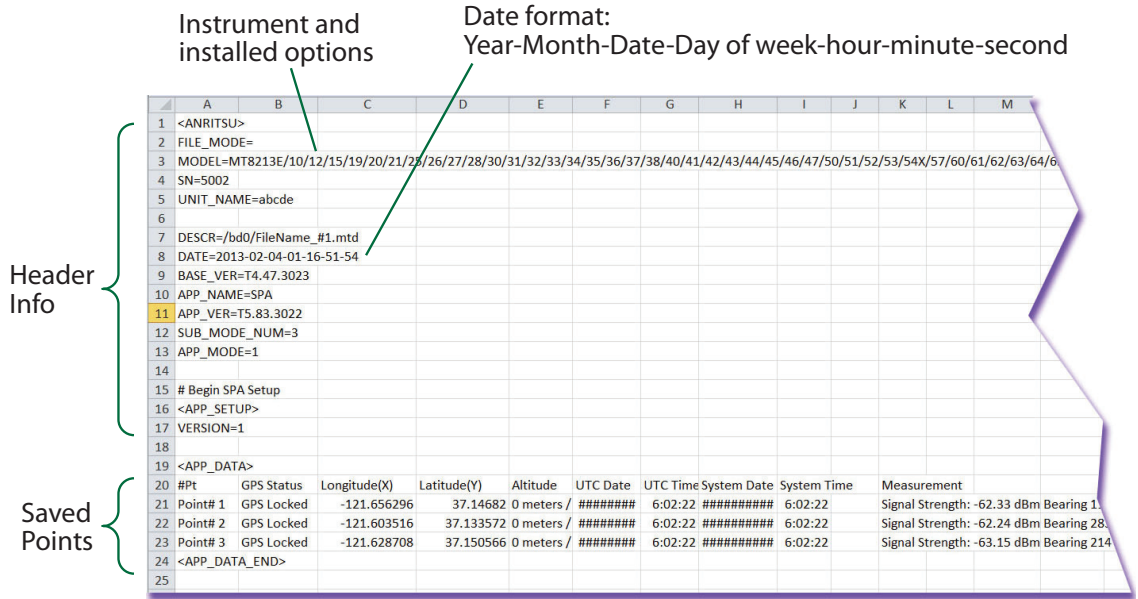 Instrument and
installed options
Date format:
Year-Month-Date-Day of week-hour-minute-second
A B C D E F G H I J K L M
1 <ANRITSU>
2 FILE_MODE=
3 MODEL=MT8213E/10/12/15/19/20/21/25/26/27/28/30/31/32/33/34/35/36/37/38/40/41/42/43/44/45/46/47/50/51/52/53/54X/57/60/61/62/63/64/6
4 SN=5002
5 UNIT_NAME=abcde
6
7 DESCR=/bd0/FileName_#1.mtd
8 DATE=2013-02-04-01-16-51-54
9 BASE_VER=T4.47.3023
10 APP_NAME=SPA
11 APP_VER=T5.83.3022
12 SUB_MODE_NUM=3
13 APP_MODE=1
14
15 # Begin SPA Setup
16 <APP_SETUP>
17 VERSION=1
18
19 <APP_DATA>
20 #Pt GPS Status Longitude(X) Latitude(Y) Altitude UTC Date UTC Time System Date System Time Measurement
21 Point# 1 GPS Locked -121.656296 37.14682 0 meters / ######## 6:02:22 ########## 6:02:22 Signal Strength: -62.33 dBm Bearing 1
22 Point# 2 GPS Locked -121.603516 37.133572 0 meters / ######## 6:02:22 ########## 6:02:22 Signal Strength: -62.24 dBm Bearing 28
23 Point# 3 GPS Locked -121.628708 37.150566 0 meters / ######## 6:02:22 ########## 6:02:22 Signal Strength: -63.15 dBm Bearing 214
24 <APP_DATA_END>
25
Header
Info
Saved
Points